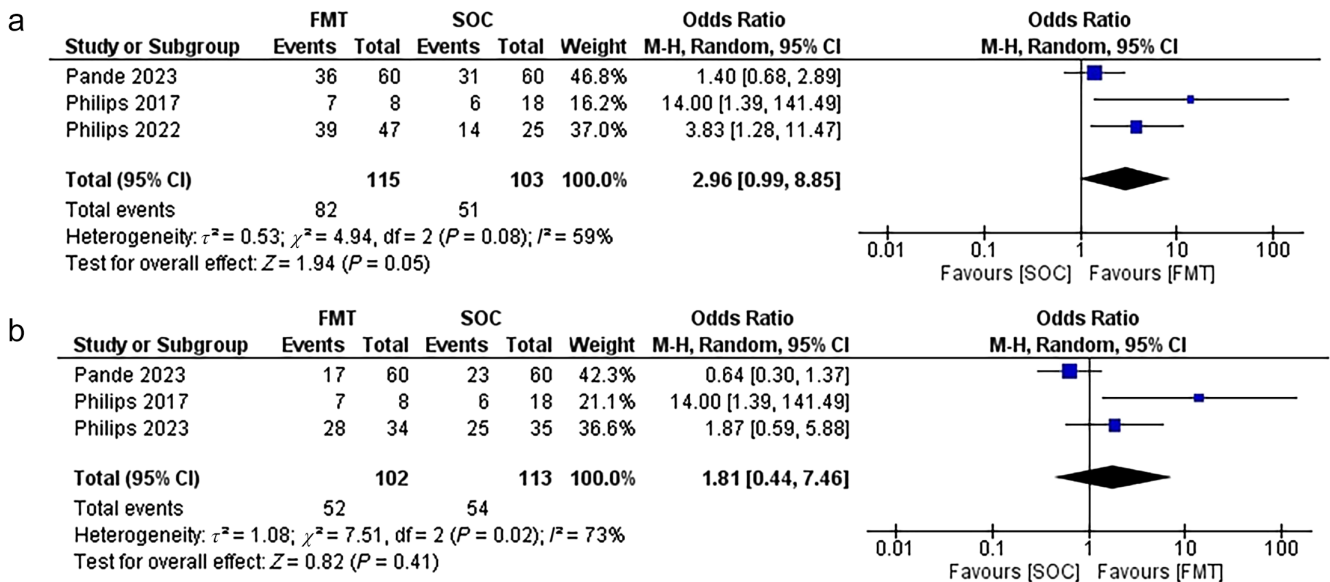 a
FMT SOC Odds Ratio Odds Ratio
Study or Subgroup Events Total Events Total Weight M-H, Random, 95% CI M-H, Random, 95% CI
Pande 2023 36 60 31 60 46.8% 1.40 [0.68, 2.89]
Philips 2017 7 8 6 18 16.2% 14.00 [1.39, 141.49]
Philips 2022 39 47 14 25 37.0% 3.83 [1.28, 11.47]
Total (95% CI) 115 103 100.0% 2.96 [0.99, 8.85]
Total events 82 51
Heterogeneity: τ² = 0.53; χ² = 4.94, df = 2 (P = 0.08); I² = 59%
Test for overall effect: Z = 1.94 (P = 0.05)
0.01 0.1 1 10 100
Favours [SOC] Favours [FMT]
b
FMT SOC Odds Ratio Odds Ratio
Study or Subgroup Events Total Events Total Weight M-H, Random, 95% CI M-H, Random, 95% CI
Pande 2023 17 60 23 60 42.3% 0.64 [0.30, 1.37]
Philips 2017 7 8 6 18 21.1% 14.00 [1.39, 141.49]
Philips 2023 28 34 25 35 36.6% 1.87 [0.59, 5.88]
Total (95% CI) 102 113 100.0% 1.81 [0.44, 7.46]
Total events 52 54
Heterogeneity: τ² = 1.08; χ² = 7.51, df = 2 (P = 0.02); I² = 73%
Test for overall effect: Z = 0.82 (P = 0.41)
0.01 0.1 1 10 100
Favours [SOC] Favours [FMT]